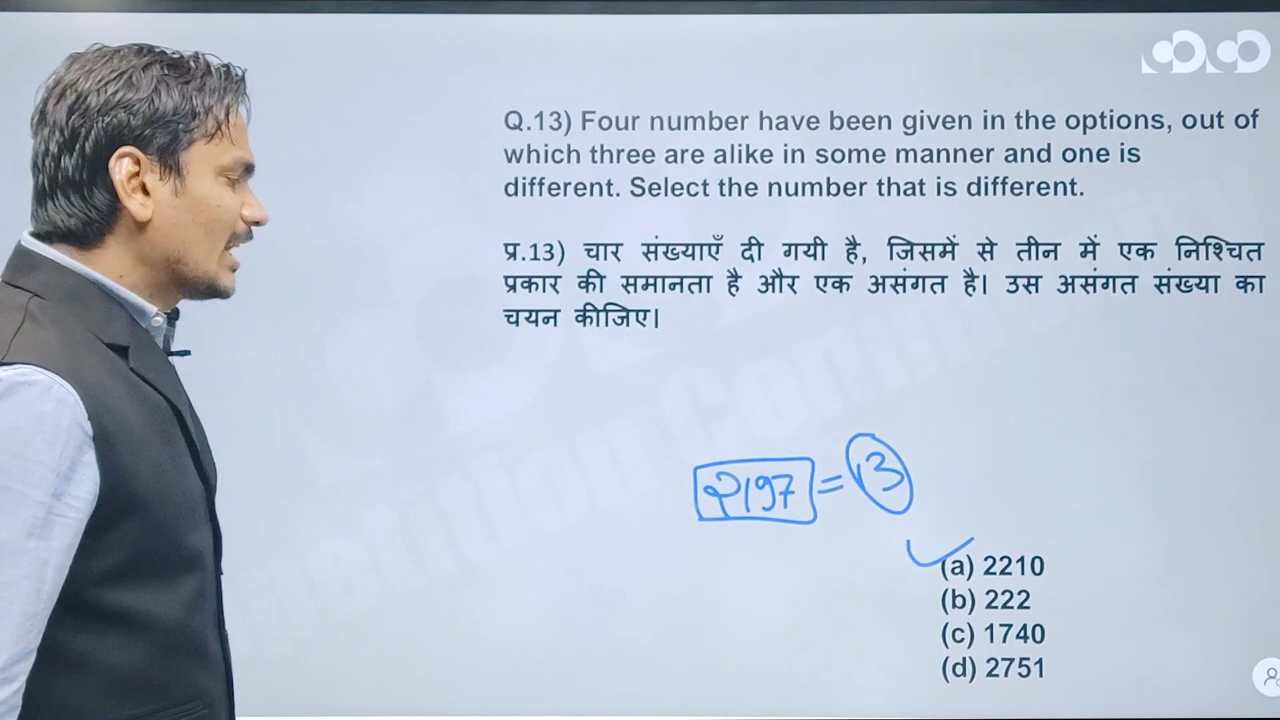 Q.13) Four number have been given in the options, out of
which three are alike in some manner and one is
different. Select the number that is different.
प्र.13) चार संख्याएँ दी गयी है, जिसमें से तीन में एक निश्चित
प्रकार की समानता है और एक असंगत है। उस असंगत संख्या का
चयन कीजिए।
2197 = 13
(a) 2210
(b) 222
(c) 1740
(d) 2751